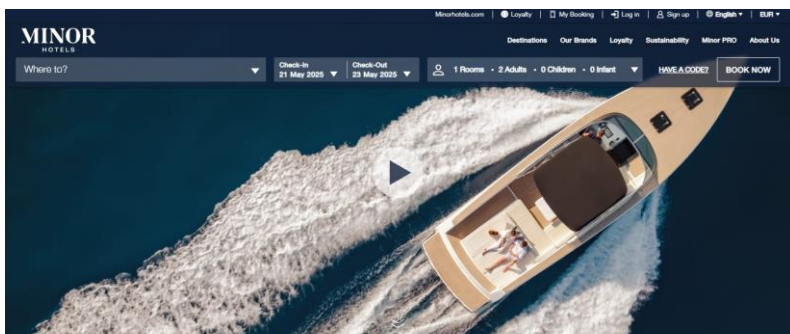 Minorhotels.com | Loyalty | My Booking | Log in | Sign up | English | EUR
MINOR
HOTELS
Destinations Our Brands Loyalty Sustainability Minor PRO About Us
Where to?
Check-In
21 May 2025
Check-Out
23 May 2025
1 Rooms • 2 Adults • 0 Children • 0 Infant
HAVE A CODE?
BOOK NOW